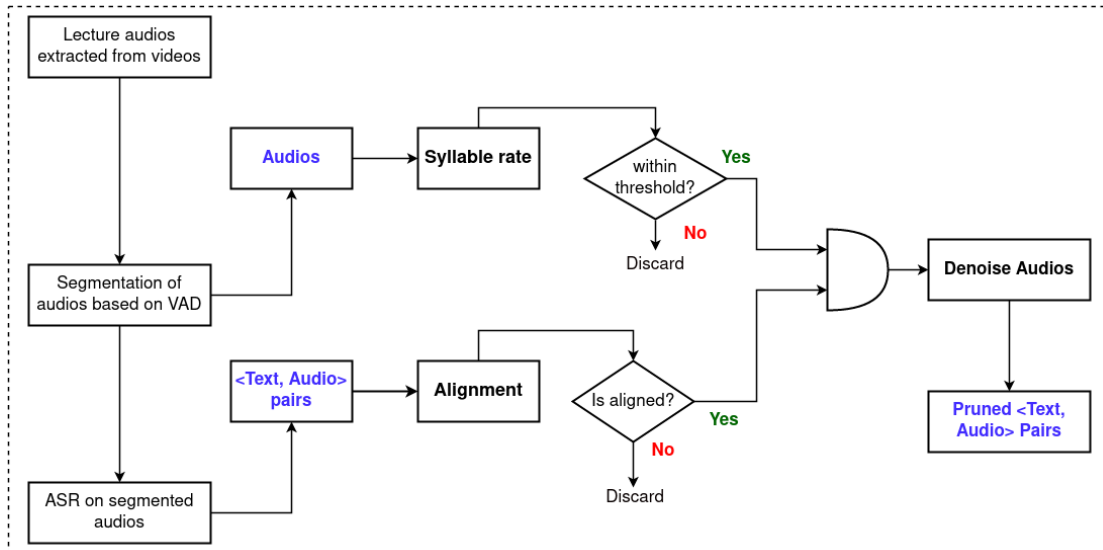 Lecture audios
extracted from videos
Audios
Syllable rate
within
threshold?
Yes
No
Discard
Segmentation of
audios based on VAD
Denoise Audios
<Text, Audio>
pairs
Alignment
Is aligned?
Yes
No
Discard
Pruned <Text,
Audio> Pairs
ASR on segmented
audios